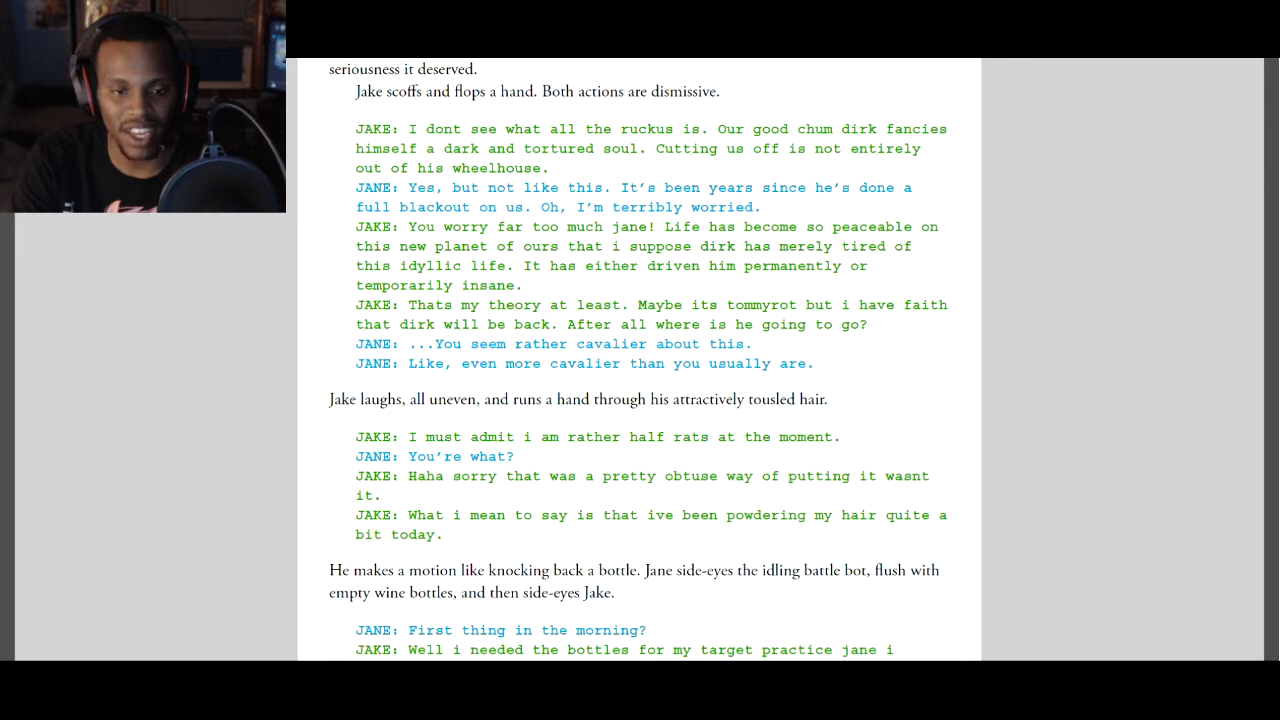 seriousness it deserved.
Jake scoffs and flops a hand. Both actions are dismissive.
JAKE: I dont see what all the ruckus is. Our good chum dirk fancies
himself a dark and tortured soul. Cutting us off is not entirely
out of his wheelhouse.
JANE: Yes, but not like this. It’s been years since he’s done a
full blackout on us. Oh, I’m terribly worried.
JAKE: You worry far too much jane! Life has become so peaceable on
this new planet of ours that i suppose dirk has merely tired of
this idyllic life. It has either driven him permanently or
temporarily insane.
JAKE: Thats my theory at least. Maybe its tommyrot but i have faith
that dirk will be back. After all where is he going to go?
JANE: ...You seem rather cavalier about this.
JANE: Like, even more cavalier than you usually are.
Jake laughs, all uneven, and runs a hand through his attractively tousled hair.
JAKE: I must admit i am rather half rats at the moment.
JANE: You’re what?
JAKE: Haha sorry that was a pretty obtuse way of putting it wasnt
it.
JAKE: What i mean to say is that ive been powdering my hair quite a
bit today.
He makes a motion like knocking back a bottle. Jane side-eyes the idling battle bot, flush with
empty wine bottles, and then side-eyes Jake.
JANE: First thing in the morning?
JAKE: Well i needed the bottles for my target practice jane i